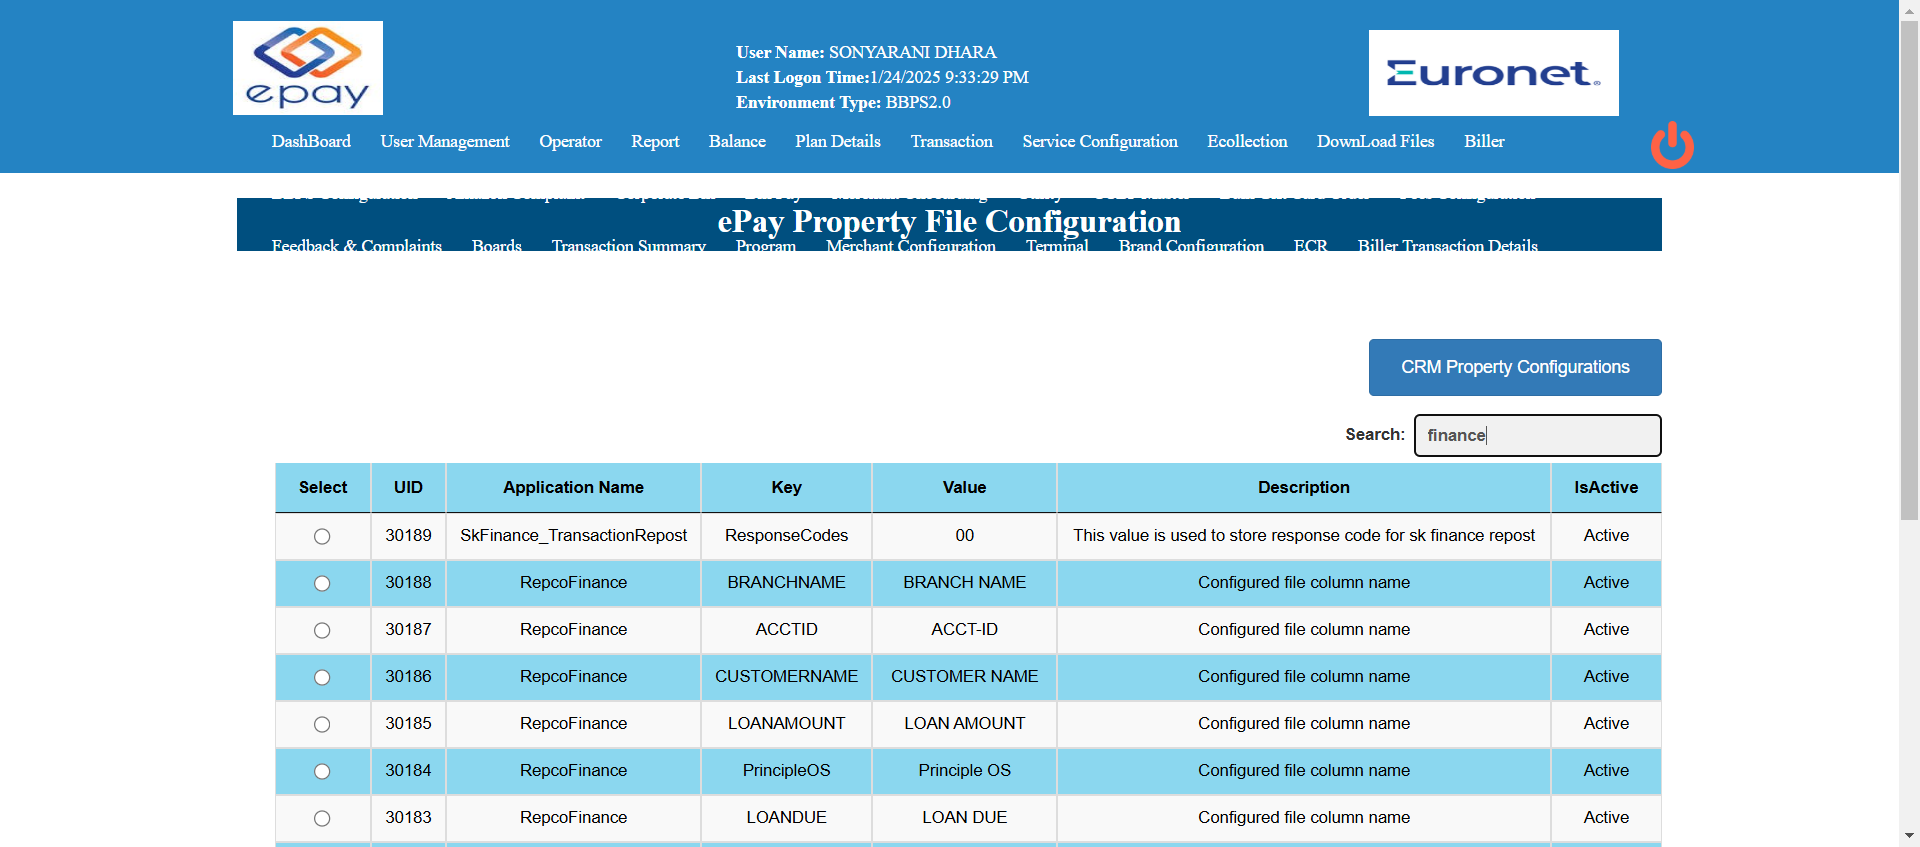 epay
User Name: SONYARANI DHARA
Last Logon Time:1/24/2025 9:33:29 PM
Environment Type: BBPS2.0
Euronet
DashBoard User Management Operator Report Balance Plan Details Transaction Service Configuration Ecollection DownLoad Files Biller
ePay Property File Configuration
Feedback & Complaints Boards Transaction Summary Program Merchant Configuration Terminal Brand Configuration ECR Biller Transaction Details
CRM Property Configurations
Search: finance
Select UID Application Name Key Value Description IsActive
30189 SkFinance_TransactionRepost ResponseCodes 00 This value is used to store response code for sk finance repost Active
30188 RepcoFinance BRANCHNAME BRANCH NAME Configured file column name Active
30187 RepcoFinance ACCTID ACCT-ID Configured file column name Active
30186 RepcoFinance CUSTOMERNAME CUSTOMER NAME Configured file column name Active
30185 RepcoFinance LOANAMOUNT LOAN AMOUNT Configured file column name Active
30184 RepcoFinance PrincipleOS Principle OS Configured file column name Active
30183 RepcoFinance LOANDUE LOAN DUE Configured file column name Active